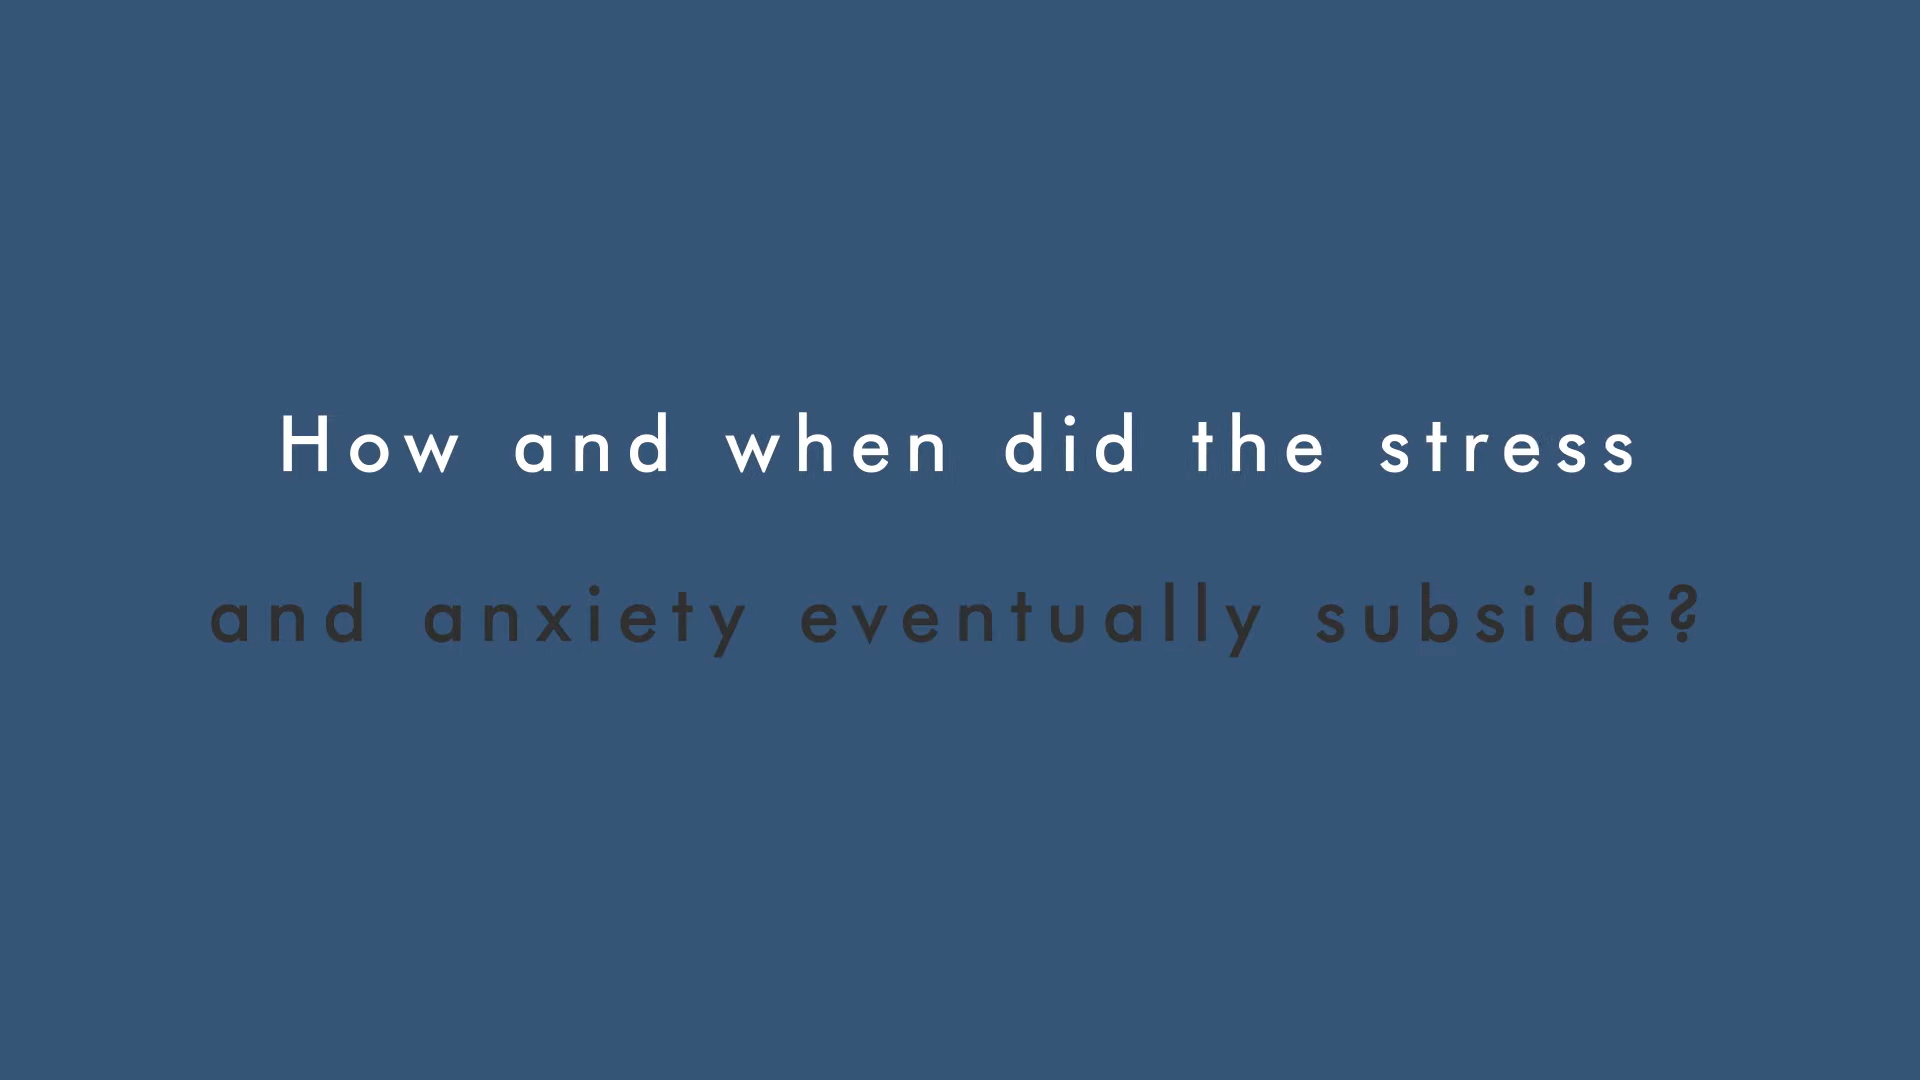 How and when did the stress
and anxiety eventually subside?